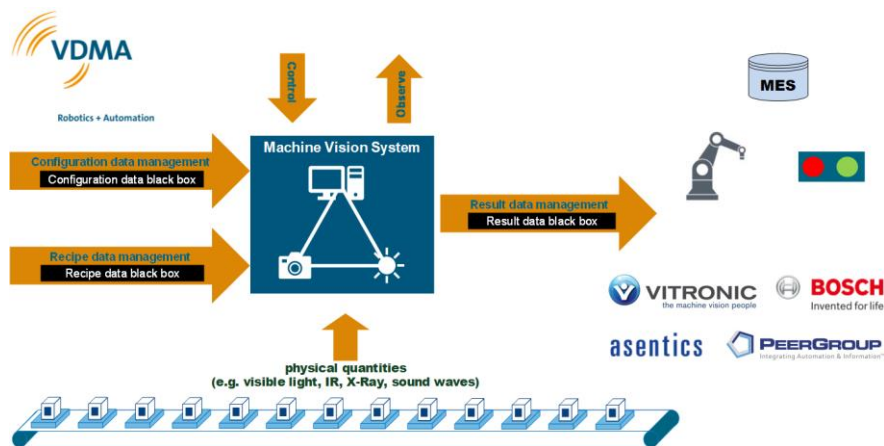 VDMA
Robotics + Automation
Control
Observe
MES
Machine Vision System
Configuration data management
Configuration data black box
Result data management
Result data black box
Recipe data management
Recipe data black box
VITRONIC
the machine vision people
BOSCH
Invented for life
asentics
PEERGROUP
Integrating Automation & Information®
physical quantities
(e.g. visible light, IR, X-Ray, sound waves)